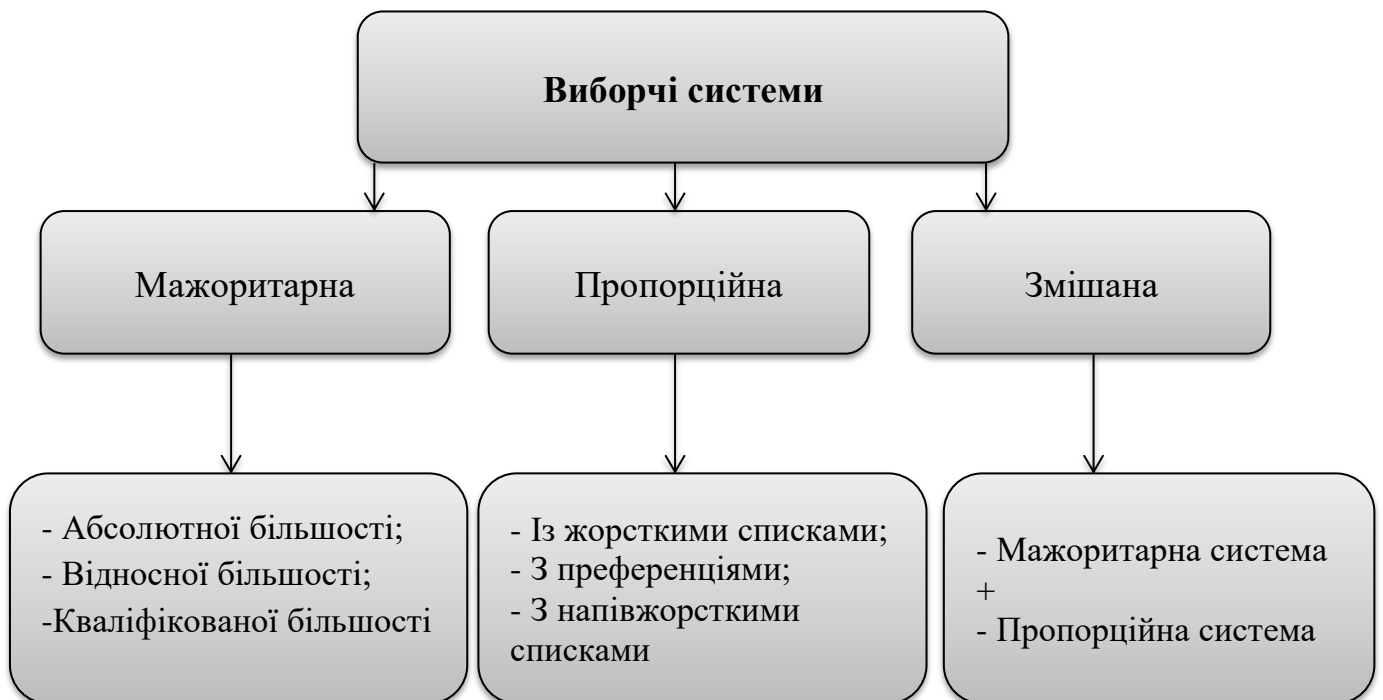 Виборчі системи
Мажоритарна
Пропорційна
Змішана
- Абсолютної більшості;
- Відносної більшості;
-Кваліфікованої більшості
- Із жорсткими списками;
- З преференціями;
- З напівжорсткими
списками
- Мажоритарна система
+
- Пропорційна система